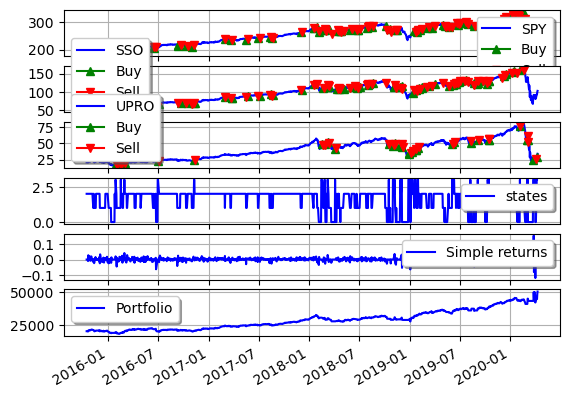 300
200
SPY
Buy
SSO
Buy
Sell
150
100
50
UPRO
Buy
Sell
75
50
25
2.5
0.0
states
0.1
0.0
−0.1
Simple returns
50000
25000
Portfolio
2016-01
2016-07
2017-01
2017-07
2018-01
2018-07
2019-01
2019-07
2020-01